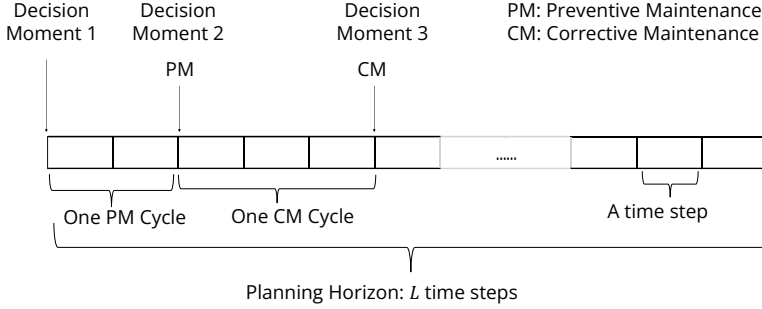 Decision
Moment 1
Decision
Moment 2
Decision
Moment 3
PM: Preventive Maintenance
CM: Corrective Maintenance
PM
CM
......
One PM Cycle
One CM Cycle
A time step
Planning Horizon: L time steps